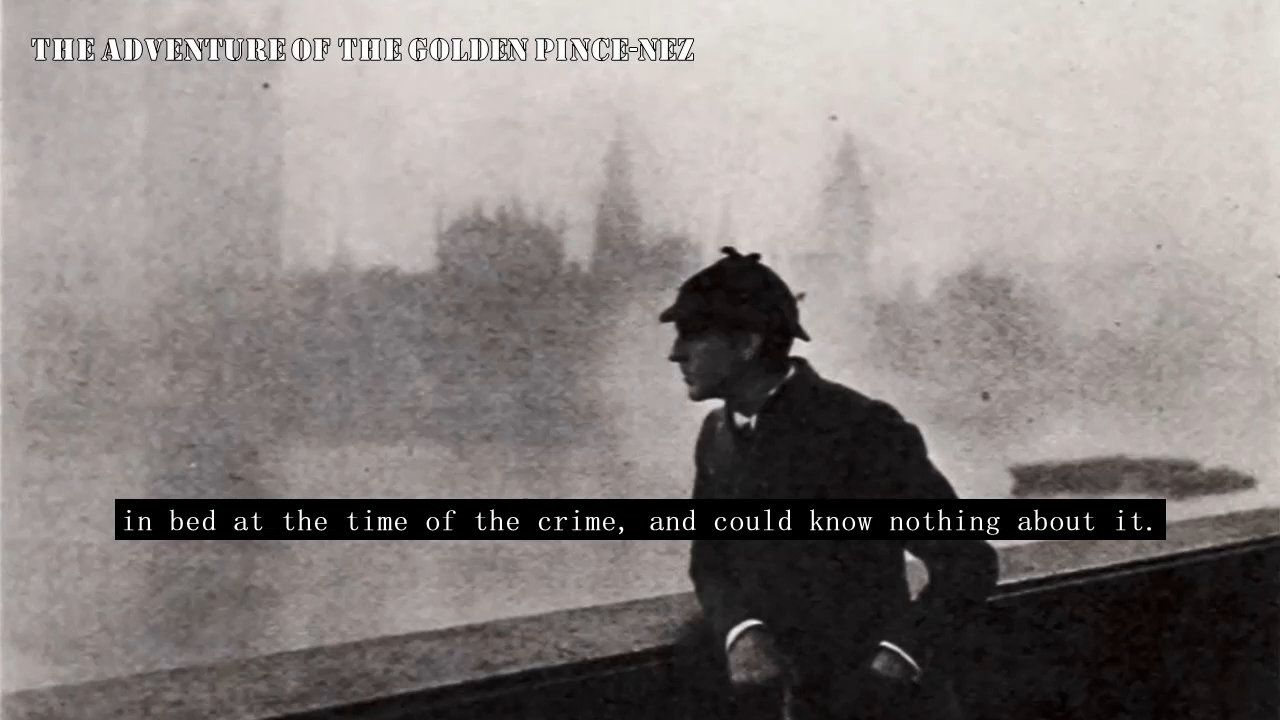 THE ADVENTURE OF THE GOLDEN PINCE-NEZ
in bed at the time of the crime, and could know nothing about it.